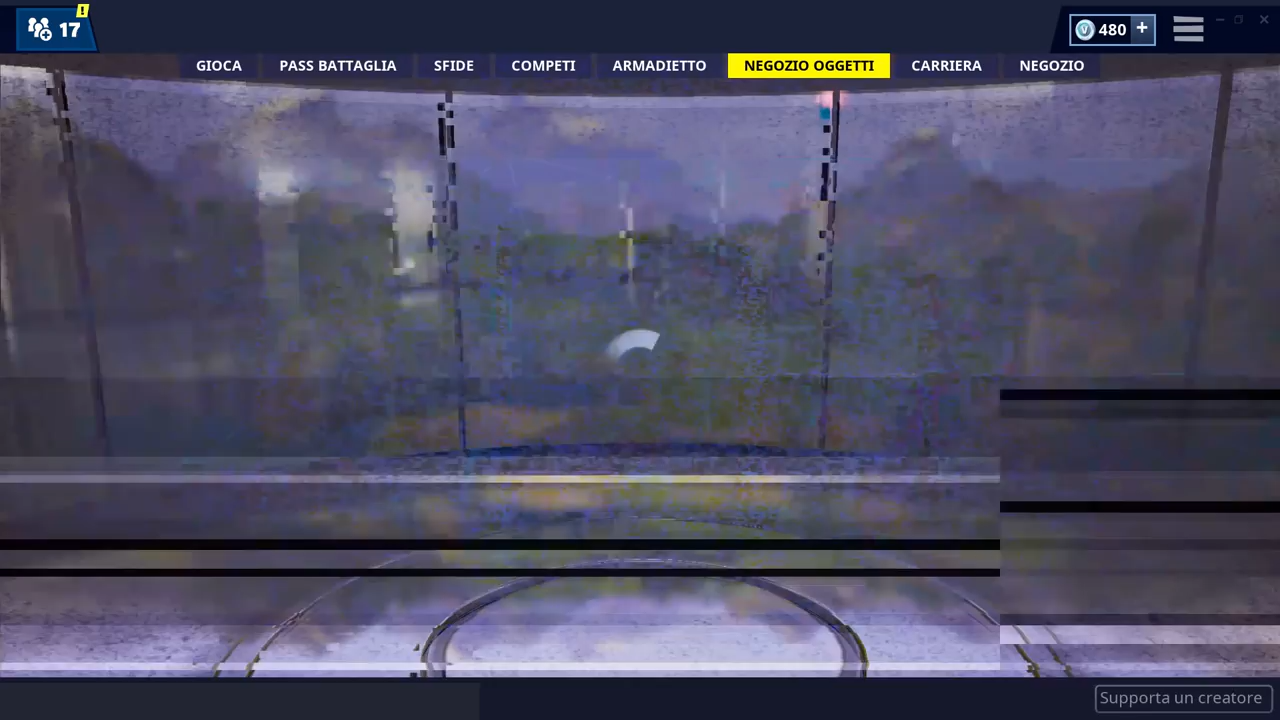 17
!
480 +
GIOCA PASS BATTAGLIA SFIDE COMPETI ARMADIETTO NEGOZIO OGGETTI CARRIERA NEGOZIO
Supporta un creatore